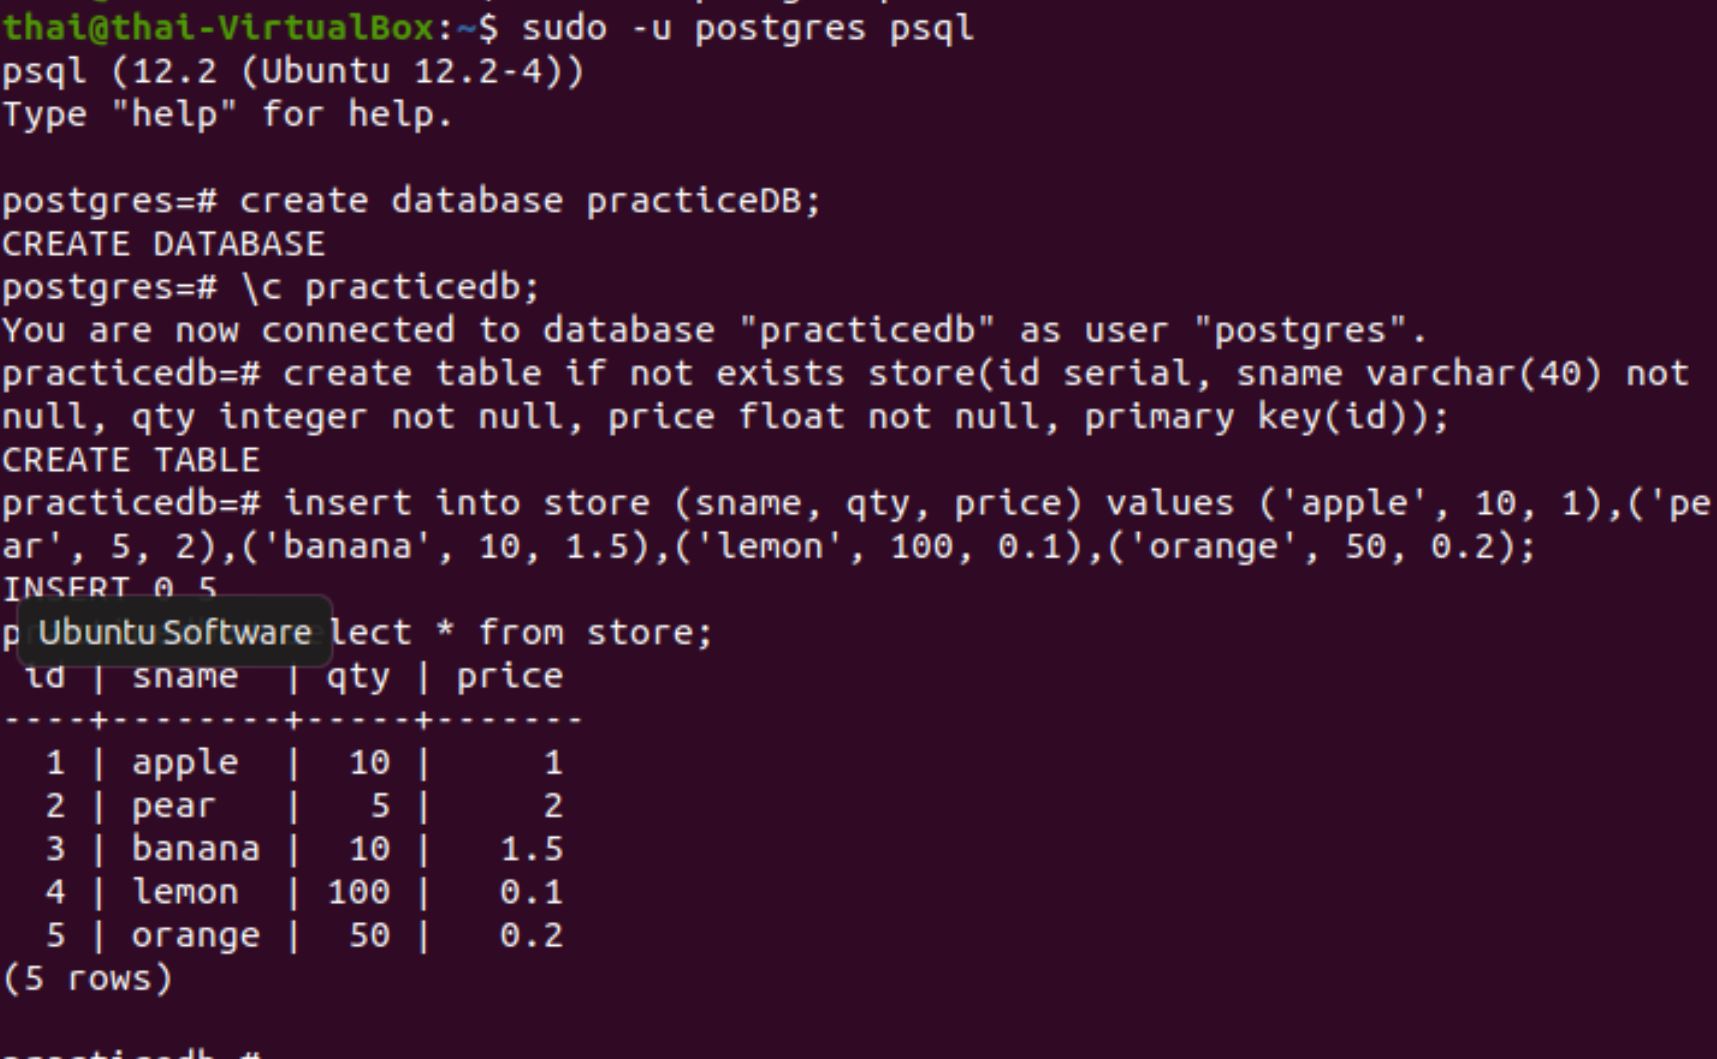 thai@thai-VirtualBox:~$ sudo -u postgres psql
psql (12.2 (Ubuntu 12.2-4))
Type "help" for help.
postgres=# create database practiceDB;
CREATE DATABASE
postgres=# \c practicedb;
You are now connected to database "practicedb" as user "postgres".
practicedb=# create table if not exists store(id serial, sname varchar(40) not
null, qty integer not null, price float not null, primary key(id));
CREATE TABLE
practicedb=# insert into store (sname, qty, price) values ('apple', 10, 1),('pe
ar', 5, 2),('banana', 10, 1.5),('lemon', 100, 0.1),('orange', 50, 0.2);
INSERT 0 5
p Ubuntu Software lect * from store;
id | sname | qty | price
----+--------+-----+-------
1 | apple | 10 | 1
2 | pear | 5 | 2
3 | banana | 10 | 1.5
4 | lemon | 100 | 0.1
5 | orange | 50 | 0.2
(5 rows)